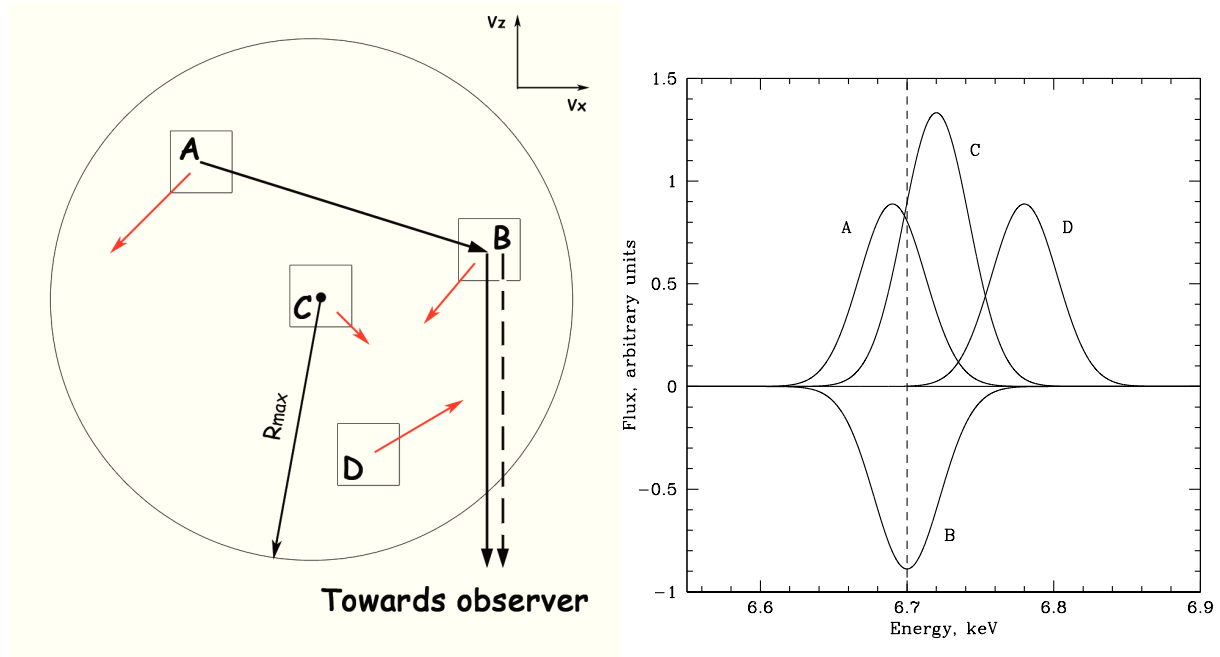 Vz
Vx
A
B
C
Rmax
D
Towards observer
1.5
1
0.5
0
−0.5
−1
Flux, arbitrary units
A
C
D
B
6.6
6.7
6.8
6.9
Energy, keV